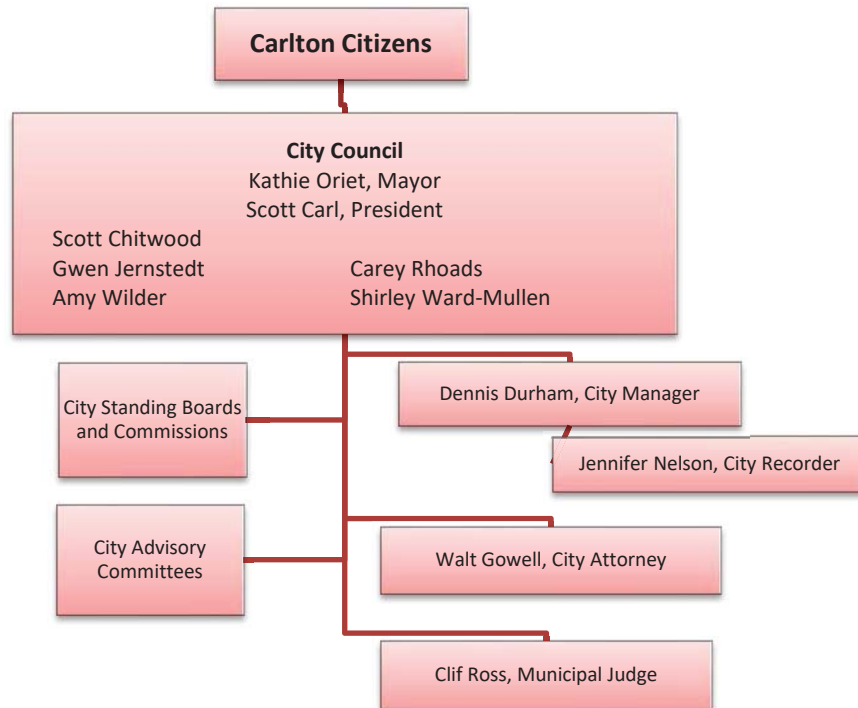 Carlton Citizens
City Council
Kathie Oriet, Mayor
Scott Carl, President
Scott Chitwood
Gwen Jernstedt Carey Rhoads
Amy Wilder Shirley Ward-Mullen
City Standing Boards
and Commissions
Dennis Durham, City Manager
Jennifer Nelson, City Recorder
City Advisory
Committees
Walt Gowell, City Attorney
Clif Ross, Municipal Judge